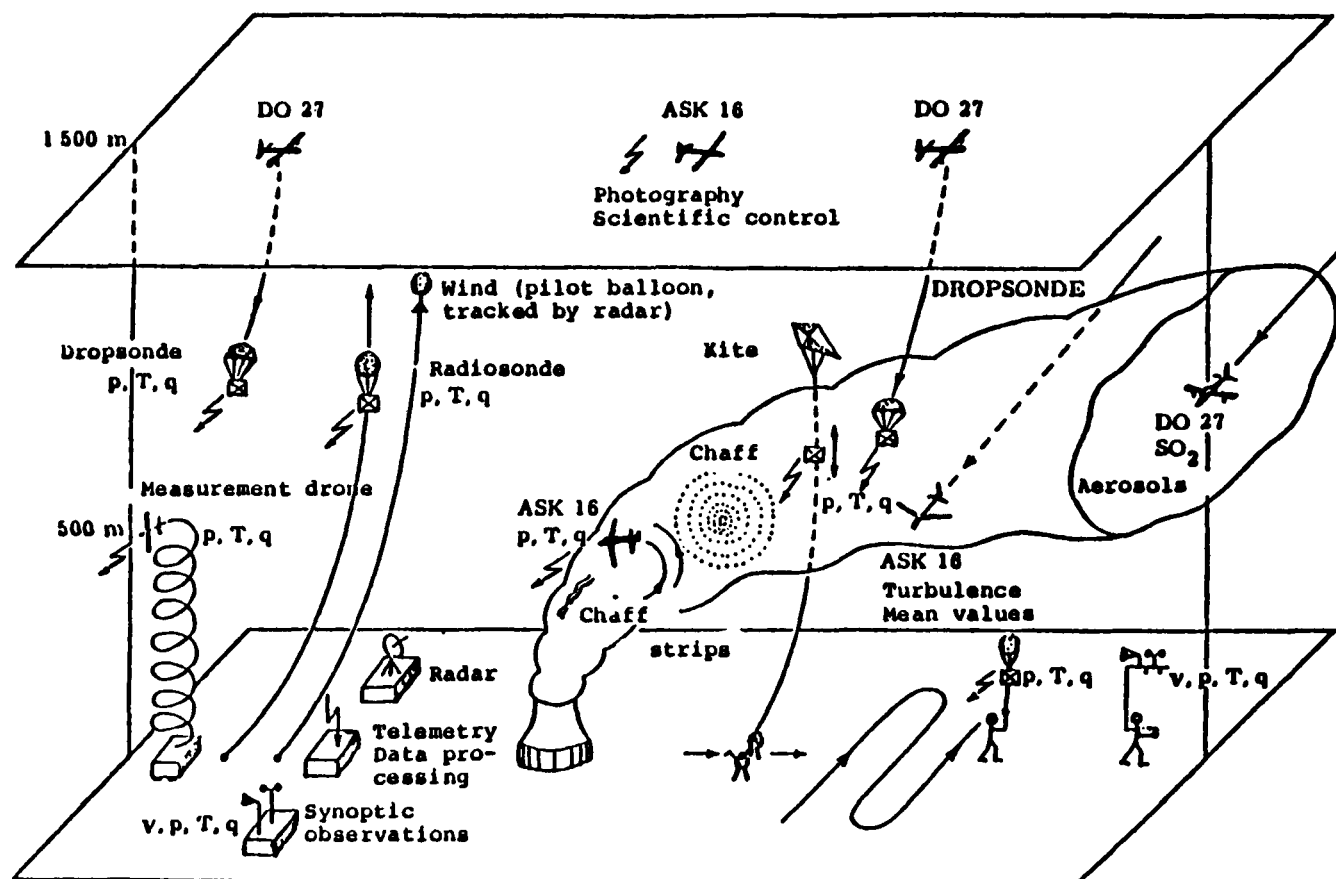 DO 27
ASK 16
DO 27
1500 m
Photography
Scientific control
Wind (pilot balloon,
tracked by radar)
DROPSONDE
Dropsonde
p, T, q
Radiosonde
p, T, q
Kite
DO 27
SO₂
Chaff
Aerosols
Measurement drone
p, T, q
500 m
p, T, q
ASK 16
p, T, q
ASK 16
Turbulence
Mean values
Chaff
strips
Radar
p, T, q
v, p, T, q
Telemetry
Data pro-
cessing
v, p, T, q
Synoptic
observations